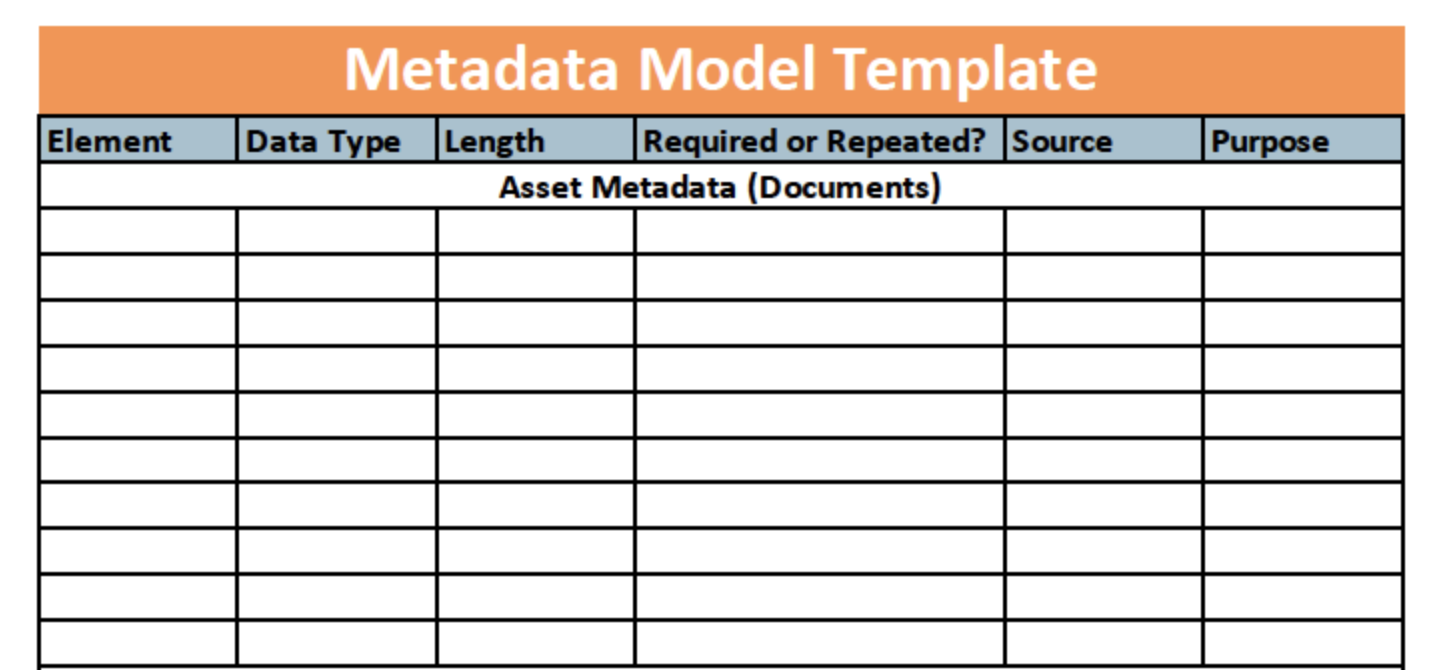 Metadata Model Template
Element Data Type Length Required or Repeated? Source Purpose
Asset Metadata (Documents)